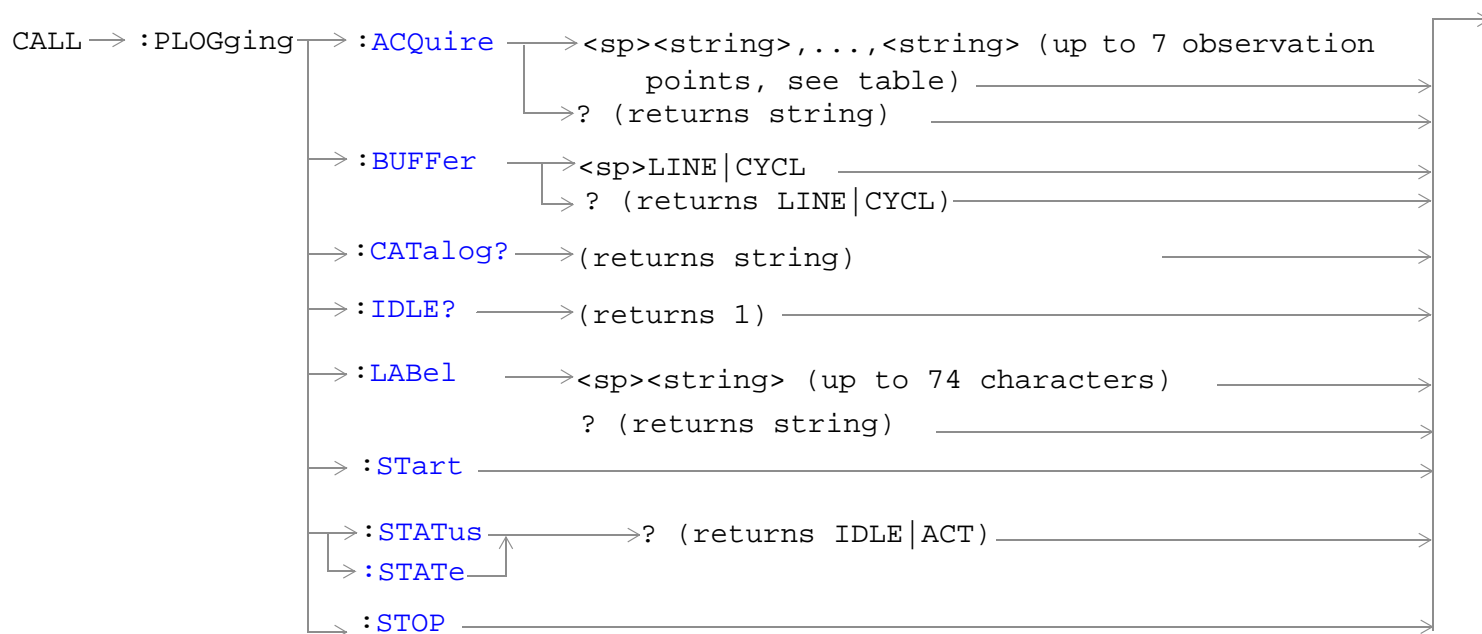 CALL :PLOGging :ACQuire <sp><string>,...,<string> (up to 7 observation
points, see table)
? (returns string)
:BUFFer <sp>LINE|CYCL
? (returns LINE|CYCL)
:CATalog? (returns string)
:IDLE? (returns 1)
:LABel <sp><string> (up to 74 characters)
? (returns string)
:STart
:STATus ? (returns IDLE|ACT)
:STATe
:STOP